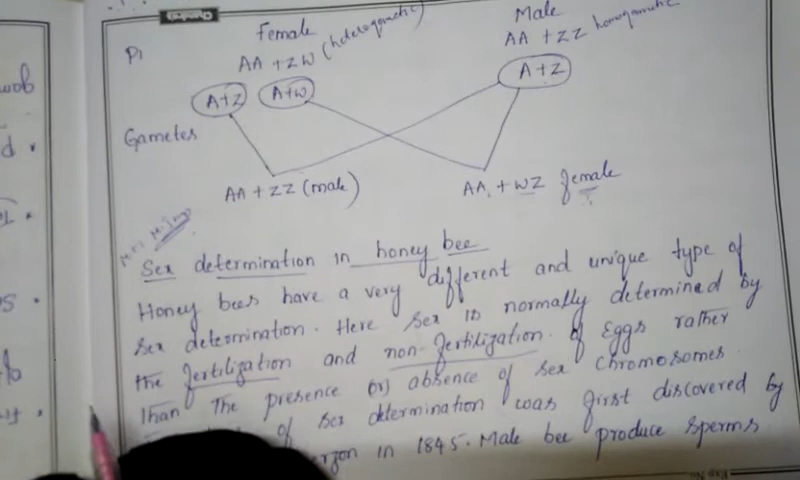 Female
Male
P1
AA + ZW (heterogametic)
AA + ZZ homogametic
A+Z
A+W
A+Z
Gametes
AA + ZZ (male)
AA + WZ female
Sex determination in honey bee
Honey bees have a very different and unique type of
sex determination. Here sex is normally determined by
the fertilization and non-fertilization of Eggs rather
than the presence (or) absence of sex chromosomes.
of sex determination was first discovered by
in 1845. Male bee produce sperms